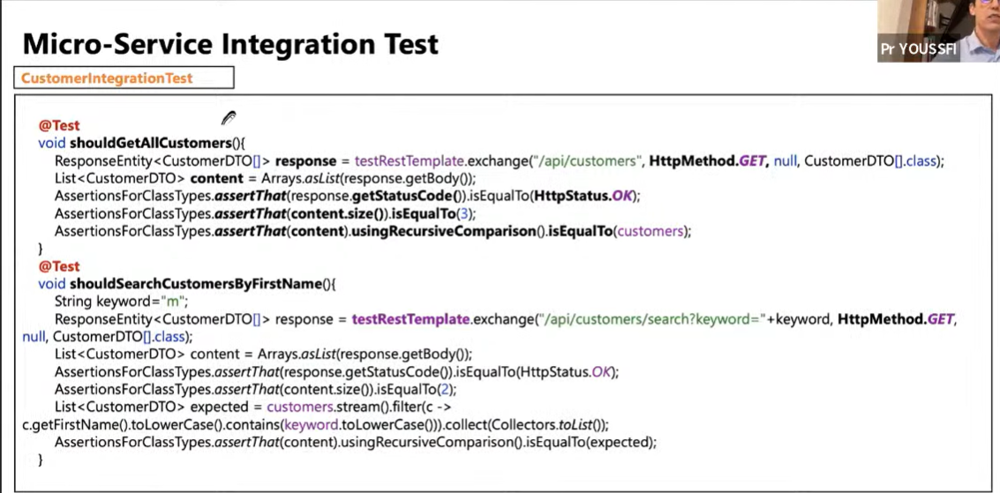 Micro-Service Integration Test
Pr YOUSSFI
CustomerIntegrationTest
@Test
void shouldGetAllCustomers(){
ResponseEntity<CustomerDTO[]> response = testRestTemplate.exchange("/api/customers", HttpMethod.GET, null, CustomerDTO[].class);
List<CustomerDTO> content = Arrays.asList(response.getBody());
AssertionsForClassTypes.assertThat(response.getStatusCode()).isEqualTo(HttpStatus.OK);
AssertionsForClassTypes.assertThat(content.size()).isEqualTo(3);
AssertionsForClassTypes.assertThat(content).usingRecursiveComparison().isEqualTo(customers);
}
@Test
void shouldSearchCustomersByFirstName(){
String keyword="m";
ResponseEntity<CustomerDTO[]> response = testRestTemplate.exchange("/api/customers/search?keyword="+keyword, HttpMethod.GET,
null, CustomerDTO[].class);
List<CustomerDTO> content = Arrays.asList(response.getBody());
AssertionsForClassTypes.assertThat(response.getStatusCode()).isEqualTo(HttpStatus.OK);
AssertionsForClassTypes.assertThat(content.size()).isEqualTo(2);
List<CustomerDTO> expected = customers.stream().filter(c ->
c.getFirstName().toLowerCase().contains(keyword.toLowerCase())).collect(Collectors.toList());
AssertionsForClassTypes.assertThat(content).usingRecursiveComparison().isEqualTo(expected);
}